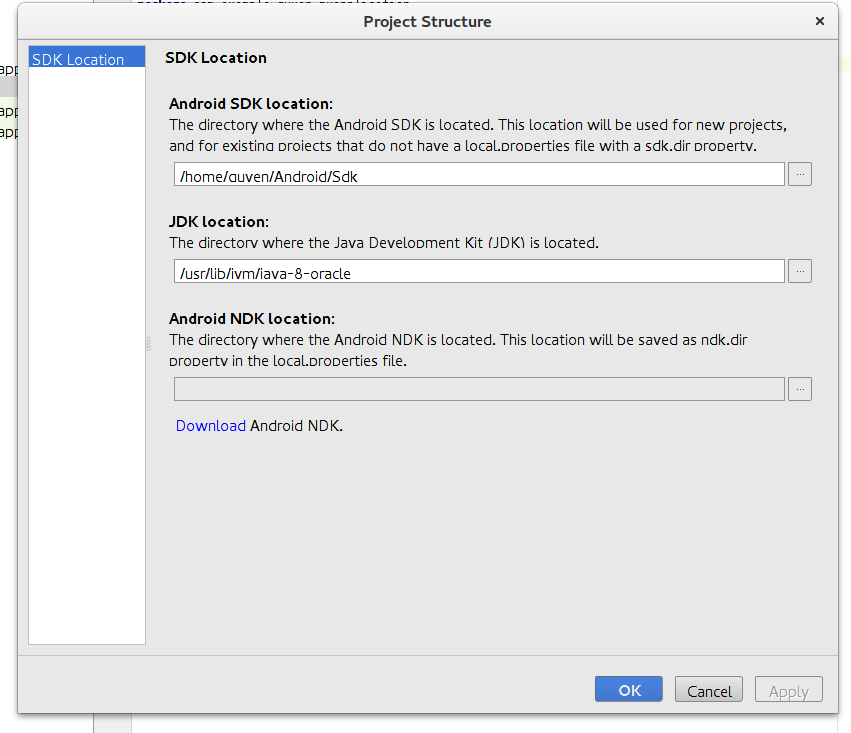 Project Structure
SDK Location
SDK Location
Android SDK location:
The directory where the Android SDK is located. This location will be used for new projects,
and for existing projects that do not have a local.properties file with a sdk.dir property.
/home/guven/Android/Sdk
...
JDK location:
The directory where the Java Development Kit (JDK) is located.
/usr/lib/jvm/java-8-oracle
...
Android NDK location:
The directory where the Android NDK is located. This location will be saved as ndk.dir
property in the local.properties file.
...
Download Android NDK.
OK
Cancel
Apply
app
app
app